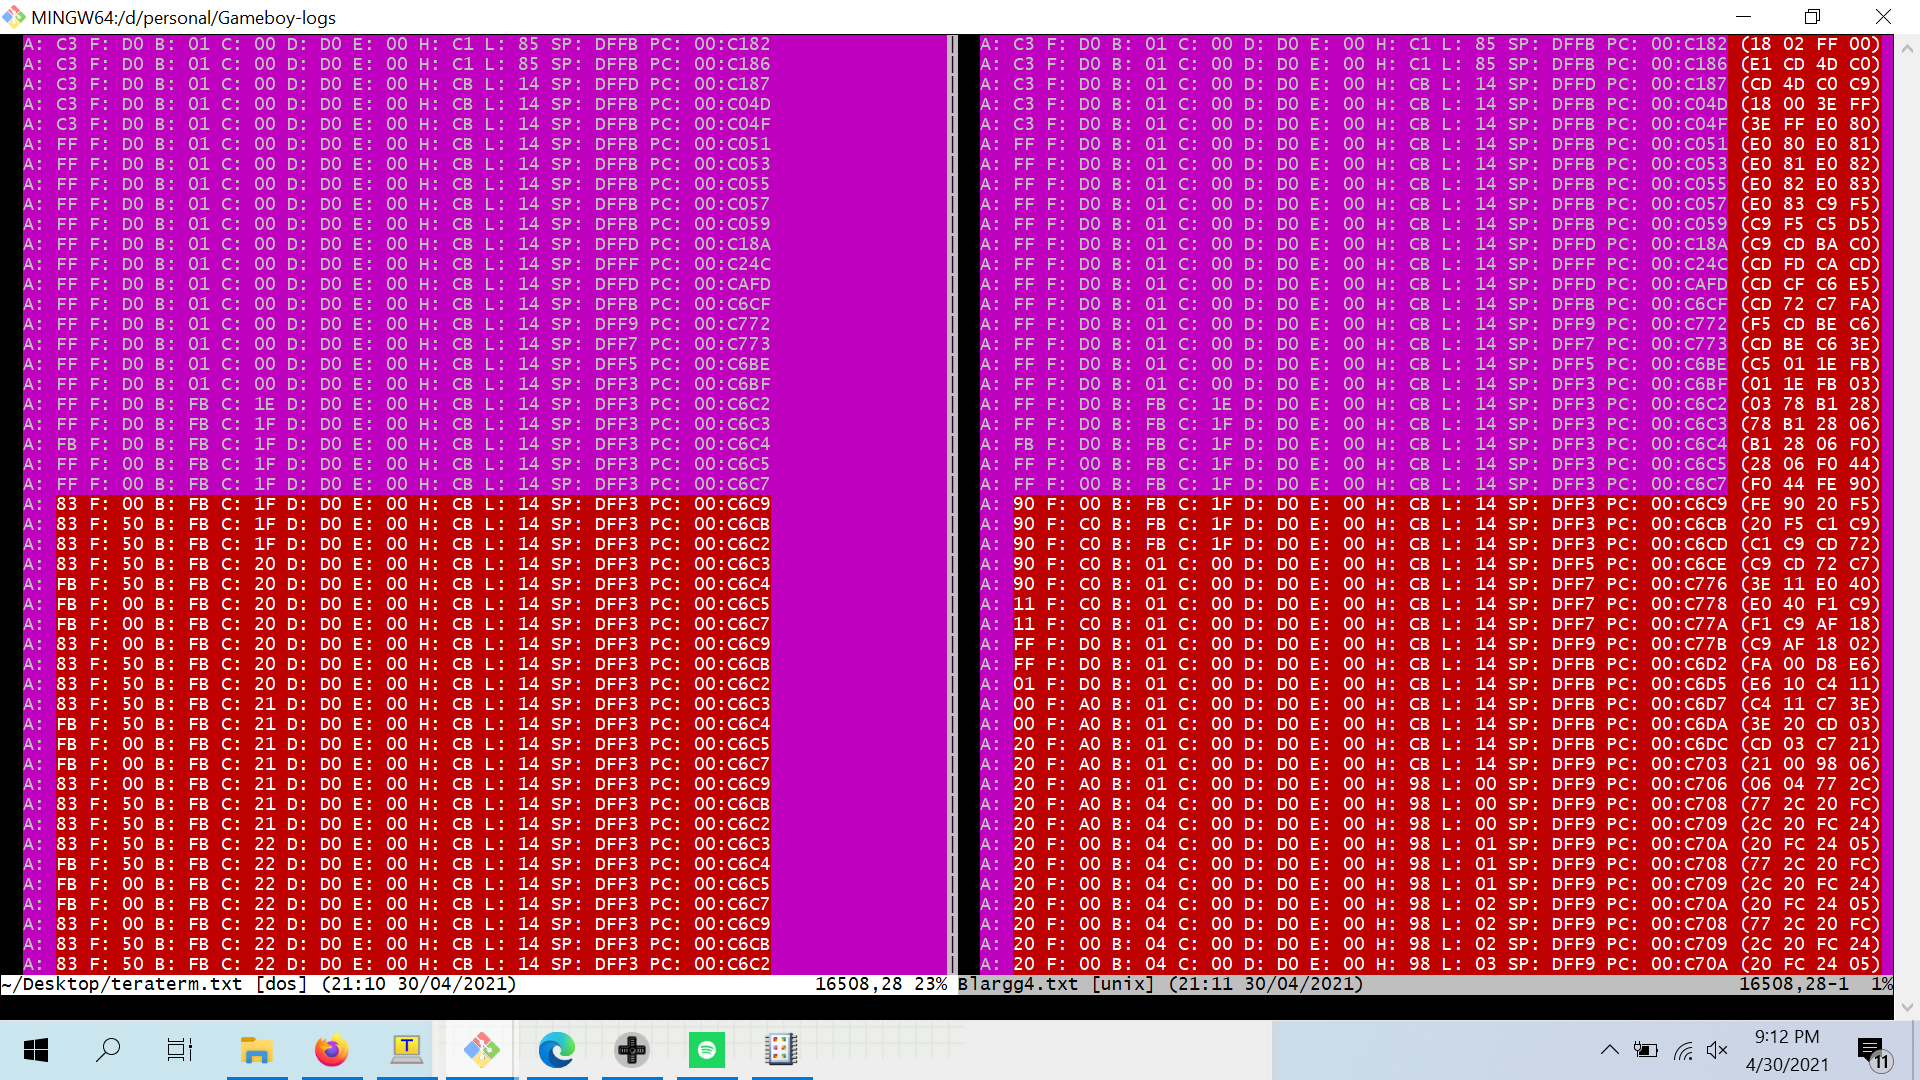 MINGW64:/d/personal/Gameboy-logs
A: C3 F: D0 B: 01 C: 00 D: D0 E: 00 H: C1 L: 85 SP: DFFB PC: 00:C182
A: C3 F: D0 B: 01 C: 00 D: D0 E: 00 H: C1 L: 85 SP: DFFB PC: 00:C186
A: C3 F: D0 B: 01 C: 00 D: D0 E: 00 H: CB L: 14 SP: DFFD PC: 00:C187
A: C3 F: D0 B: 01 C: 00 D: D0 E: 00 H: CB L: 14 SP: DFFB PC: 00:C04D
A: C3 F: D0 B: 01 C: 00 D: D0 E: 00 H: CB L: 14 SP: DFFB PC: 00:C04F
A: FF F: D0 B: 01 C: 00 D: D0 E: 00 H: CB L: 14 SP: DFFB PC: 00:C051
A: FF F: D0 B: 01 C: 00 D: D0 E: 00 H: CB L: 14 SP: DFFB PC: 00:C053
A: FF F: D0 B: 01 C: 00 D: D0 E: 00 H: CB L: 14 SP: DFFB PC: 00:C055
A: FF F: D0 B: 01 C: 00 D: D0 E: 00 H: CB L: 14 SP: DFFB PC: 00:C057
A: FF F: D0 B: 01 C: 00 D: D0 E: 00 H: CB L: 14 SP: DFFB PC: 00:C059
A: FF F: D0 B: 01 C: 00 D: D0 E: 00 H: CB L: 14 SP: DFFD PC: 00:C18A
A: FF F: D0 B: 01 C: 00 D: D0 E: 00 H: CB L: 14 SP: DFFF PC: 00:C24C
A: FF F: D0 B: 01 C: 00 D: D0 E: 00 H: CB L: 14 SP: DFFD PC: 00:CAFD
A: FF F: D0 B: 01 C: 00 D: D0 E: 00 H: CB L: 14 SP: DFFB PC: 00:C6CF
A: FF F: D0 B: 01 C: 00 D: D0 E: 00 H: CB L: 14 SP: DFF9 PC: 00:C772
A: FF F: D0 B: 01 C: 00 D: D0 E: 00 H: CB L: 14 SP: DFF7 PC: 00:C773
A: FF F: D0 B: 01 C: 00 D: D0 E: 00 H: CB L: 14 SP: DFF5 PC: 00:C6BE
A: FF F: D0 B: 01 C: 00 D: D0 E: 00 H: CB L: 14 SP: DFF3 PC: 00:C6BF
A: FF F: D0 B: FB C: 1E D: D0 E: 00 H: CB L: 14 SP: DFF3 PC: 00:C6C2
A: FF F: D0 B: FB C: 1F D: D0 E: 00 H: CB L: 14 SP: DFF3 PC: 00:C6C3
A: FB F: D0 B: FB C: 1F D: D0 E: 00 H: CB L: 14 SP: DFF3 PC: 00:C6C4
A: FF F: 00 B: FB C: 1F D: D0 E: 00 H: CB L: 14 SP: DFF3 PC: 00:C6C5
A: FF F: 00 B: FB C: 1F D: D0 E: 00 H: CB L: 14 SP: DFF3 PC: 00:C6C7
A: 83 F: 00 B: FB C: 1F D: D0 E: 00 H: CB L: 14 SP: DFF3 PC: 00:C6C9
A: 83 F: 50 B: FB C: 1F D: D0 E: 00 H: CB L: 14 SP: DFF3 PC: 00:C6CB
A: 83 F: 50 B: FB C: 1F D: D0 E: 00 H: CB L: 14 SP: DFF3 PC: 00:C6C2
A: 83 F: 50 B: FB C: 20 D: D0 E: 00 H: CB L: 14 SP: DFF3 PC: 00:C6C3
A: FB F: 50 B: FB C: 20 D: D0 E: 00 H: CB L: 14 SP: DFF3 PC: 00:C6C4
A: FB F: 00 B: FB C: 20 D: D0 E: 00 H: CB L: 14 SP: DFF3 PC: 00:C6C5
A: FB F: 00 B: FB C: 20 D: D0 E: 00 H: CB L: 14 SP: DFF3 PC: 00:C6C7
A: 83 F: 00 B: FB C: 20 D: D0 E: 00 H: CB L: 14 SP: DFF3 PC: 00:C6C9
A: 83 F: 50 B: FB C: 20 D: D0 E: 00 H: CB L: 14 SP: DFF3 PC: 00:C6CB
A: 83 F: 50 B: FB C: 20 D: D0 E: 00 H: CB L: 14 SP: DFF3 PC: 00:C6C2
A: 83 F: 50 B: FB C: 21 D: D0 E: 00 H: CB L: 14 SP: DFF3 PC: 00:C6C3
A: FB F: 50 B: FB C: 21 D: D0 E: 00 H: CB L: 14 SP: DFF3 PC: 00:C6C4
A: FB F: 00 B: FB C: 21 D: D0 E: 00 H: CB L: 14 SP: DFF3 PC: 00:C6C5
A: FB F: 00 B: FB C: 21 D: D0 E: 00 H: CB L: 14 SP: DFF3 PC: 00:C6C7
A: 83 F: 00 B: FB C: 21 D: D0 E: 00 H: CB L: 14 SP: DFF3 PC: 00:C6C9
A: 83 F: 50 B: FB C: 21 D: D0 E: 00 H: CB L: 14 SP: DFF3 PC: 00:C6CB
A: 83 F: 50 B: FB C: 21 D: D0 E: 00 H: CB L: 14 SP: DFF3 PC: 00:C6C2
A: 83 F: 50 B: FB C: 22 D: D0 E: 00 H: CB L: 14 SP: DFF3 PC: 00:C6C3
A: FB F: 50 B: FB C: 22 D: D0 E: 00 H: CB L: 14 SP: DFF3 PC: 00:C6C4
A: FB F: 00 B: FB C: 22 D: D0 E: 00 H: CB L: 14 SP: DFF3 PC: 00:C6C5
A: FB F: 00 B: FB C: 22 D: D0 E: 00 H: CB L: 14 SP: DFF3 PC: 00:C6C7
A: 83 F: 00 B: FB C: 22 D: D0 E: 00 H: CB L: 14 SP: DFF3 PC: 00:C6C9
A: 83 F: 50 B: FB C: 22 D: D0 E: 00 H: CB L: 14 SP: DFF3 PC: 00:C6CB
A: 83 F: 50 B: FB C: 22 D: D0 E: 00 H: CB L: 14 SP: DFF3 PC: 00:C6C2
~/Desktop/teraterm.txt [dos] (21:10 30/04/2021) 16508,28 23%
A: C3 F: D0 B: 01 C: 00 D: D0 E: 00 H: C1 L: 85 SP: DFFB PC: 00:C182 (18 02 FF 00)
A: C3 F: D0 B: 01 C: 00 D: D0 E: 00 H: C1 L: 85 SP: DFFB PC: 00:C186 (E1 CD 4D C0)
A: C3 F: D0 B: 01 C: 00 D: D0 E: 00 H: CB L: 14 SP: DFFD PC: 00:C187 (CD 4D C0 C9)
A: C3 F: D0 B: 01 C: 00 D: D0 E: 00 H: CB L: 14 SP: DFFB PC: 00:C04D (18 00 3E FF)
A: C3 F: D0 B: 01 C: 00 D: D0 E: 00 H: CB L: 14 SP: DFFB PC: 00:C04F (3E FF E0 80)
A: FF F: D0 B: 01 C: 00 D: D0 E: 00 H: CB L: 14 SP: DFFB PC: 00:C051 (E0 80 E0 81)
A: FF F: D0 B: 01 C: 00 D: D0 E: 00 H: CB L: 14 SP: DFFB PC: 00:C053 (E0 81 E0 82)
A: FF F: D0 B: 01 C: 00 D: D0 E: 00 H: CB L: 14 SP: DFFB PC: 00:C055 (E0 82 E0 83)
A: FF F: D0 B: 01 C: 00 D: D0 E: 00 H: CB L: 14 SP: DFFB PC: 00:C057 (E0 83 C9 F5)
A: FF F: D0 B: 01 C: 00 D: D0 E: 00 H: CB L: 14 SP: DFFB PC: 00:C059 (C9 F5 C5 D5)
A: FF F: D0 B: 01 C: 00 D: D0 E: 00 H: CB L: 14 SP: DFFD PC: 00:C18A (C9 CD BA C0)
A: FF F: D0 B: 01 C: 00 D: D0 E: 00 H: CB L: 14 SP: DFFF PC: 00:C24C (CD FD CA CD)
A: FF F: D0 B: 01 C: 00 D: D0 E: 00 H: CB L: 14 SP: DFFD PC: 00:CAFD (CD CF C6 E5)
A: FF F: D0 B: 01 C: 00 D: D0 E: 00 H: CB L: 14 SP: DFFB PC: 00:C6CF (CD 72 C7 FA)
A: FF F: D0 B: 01 C: 00 D: D0 E: 00 H: CB L: 14 SP: DFF9 PC: 00:C772 (F5 CD BE C6)
A: FF F: D0 B: 01 C: 00 D: D0 E: 00 H: CB L: 14 SP: DFF7 PC: 00:C773 (CD BE C6 3E)
A: FF F: D0 B: 01 C: 00 D: D0 E: 00 H: CB L: 14 SP: DFF5 PC: 00:C6BE (C5 01 1E FB)
A: FF F: D0 B: 01 C: 00 D: D0 E: 00 H: CB L: 14 SP: DFF3 PC: 00:C6BF (01 1E FB 03)
A: FF F: D0 B: FB C: 1E D: D0 E: 00 H: CB L: 14 SP: DFF3 PC: 00:C6C2 (03 78 B1 28)
A: FF F: D0 B: FB C: 1F D: D0 E: 00 H: CB L: 14 SP: DFF3 PC: 00:C6C3 (78 B1 28 06)
A: FB F: D0 B: FB C: 1F D: D0 E: 00 H: CB L: 14 SP: DFF3 PC: 00:C6C4 (B1 28 06 F0)
A: FF F: 00 B: FB C: 1F D: D0 E: 00 H: CB L: 14 SP: DFF3 PC: 00:C6C5 (28 06 F0 44)
A: FF F: 00 B: FB C: 1F D: D0 E: 00 H: CB L: 14 SP: DFF3 PC: 00:C6C7 (F0 44 FE 90)
A: 90 F: 00 B: FB C: 1F D: D0 E: 00 H: CB L: 14 SP: DFF3 PC: 00:C6C9 (FE 90 20 F5)
A: 90 F: C0 B: FB C: 1F D: D0 E: 00 H: CB L: 14 SP: DFF3 PC: 00:C6CB (20 F5 C1 C9)
A: 90 F: C0 B: FB C: 1F D: D0 E: 00 H: CB L: 14 SP: DFF3 PC: 00:C6CD (C1 C9 CD 72)
A: 90 F: C0 B: 01 C: 00 D: D0 E: 00 H: CB L: 14 SP: DFF5 PC: 00:C6CE (C9 CD 72 C7)
A: 90 F: C0 B: 01 C: 00 D: D0 E: 00 H: CB L: 14 SP: DFF7 PC: 00:C776 (3E 11 E0 40)
A: 11 F: C0 B: 01 C: 00 D: D0 E: 00 H: CB L: 14 SP: DFF7 PC: 00:C778 (E0 40 F1 C9)
A: 11 F: C0 B: 01 C: 00 D: D0 E: 00 H: CB L: 14 SP: DFF7 PC: 00:C77A (F1 C9 AF 18)
A: FF F: D0 B: 01 C: 00 D: D0 E: 00 H: CB L: 14 SP: DFF9 PC: 00:C77B (C9 AF 18 02)
A: FF F: D0 B: 01 C: 00 D: D0 E: 00 H: CB L: 14 SP: DFFB PC: 00:C6D2 (FA 00 D8 E6)
A: 01 F: D0 B: 01 C: 00 D: D0 E: 00 H: CB L: 14 SP: DFFB PC: 00:C6D5 (E6 10 C4 11)
A: 00 F: A0 B: 01 C: 00 D: D0 E: 00 H: CB L: 14 SP: DFFB PC: 00:C6D7 (C4 11 C7 3E)
A: 00 F: A0 B: 01 C: 00 D: D0 E: 00 H: CB L: 14 SP: DFFB PC: 00:C6DA (3E 20 CD 03)
A: 20 F: A0 B: 01 C: 00 D: D0 E: 00 H: CB L: 14 SP: DFFB PC: 00:C6DC (CD 03 C7 21)
A: 20 F: A0 B: 01 C: 00 D: D0 E: 00 H: CB L: 14 SP: DFF9 PC: 00:C703 (21 00 98 06)
A: 20 F: A0 B: 01 C: 00 D: D0 E: 00 H: 98 L: 00 SP: DFF9 PC: 00:C706 (06 04 77 2C)
A: 20 F: A0 B: 04 C: 00 D: D0 E: 00 H: 98 L: 00 SP: DFF9 PC: 00:C708 (77 2C 20 FC)
A: 20 F: A0 B: 04 C: 00 D: D0 E: 00 H: 98 L: 00 SP: DFF9 PC: 00:C709 (2C 20 FC 24)
A: 20 F: 00 B: 04 C: 00 D: D0 E: 00 H: 98 L: 01 SP: DFF9 PC: 00:C70A (20 FC 24 05)
A: 20 F: 00 B: 04 C: 00 D: D0 E: 00 H: 98 L: 01 SP: DFF9 PC: 00:C708 (77 2C 20 FC)
A: 20 F: 00 B: 04 C: 00 D: D0 E: 00 H: 98 L: 01 SP: DFF9 PC: 00:C709 (2C 20 FC 24)
A: 20 F: 00 B: 04 C: 00 D: D0 E: 00 H: 98 L: 02 SP: DFF9 PC: 00:C70A (20 FC 24 05)
A: 20 F: 00 B: 04 C: 00 D: D0 E: 00 H: 98 L: 02 SP: DFF9 PC: 00:C708 (77 2C 20 FC)
A: 20 F: 00 B: 04 C: 00 D: D0 E: 00 H: 98 L: 02 SP: DFF9 PC: 00:C709 (2C 20 FC 24)
A: 20 F: 00 B: 04 C: 00 D: D0 E: 00 H: 98 L: 03 SP: DFF9 PC: 00:C70A (20 FC 24 05)
Blargg4.txt [unix] (21:11 30/04/2021) 16508,28-1 1%
T
9:12 PM
4/30/2021
11